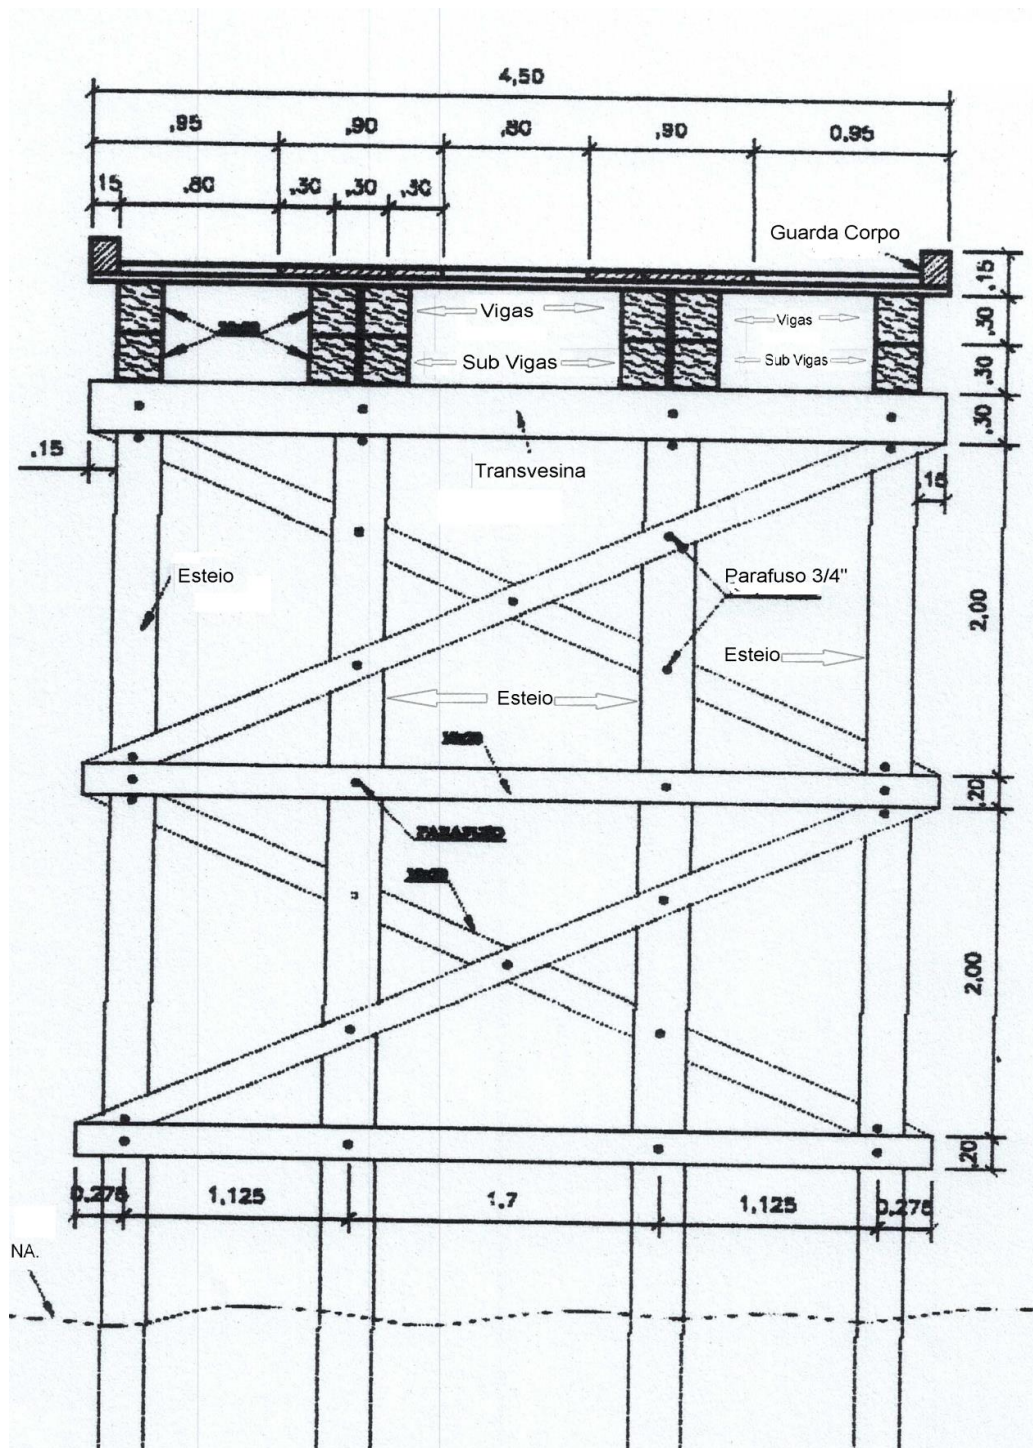 4,50
,95 ,90 ,80 ,90 0,95
15 ,80 ,30 ,30 ,30
Guarda Corpo
,15
Vigas
Vigas
,30
Sub Vigas
Sub Vigas
,30
,30
.15
Transvesina
,15
Esteio
Parafuso 3/4"
2,00
Esteio
Esteio
,20
PARAFUSO
2,00
,20
0,275 1,125 1,7 1,125 0,275
NA.